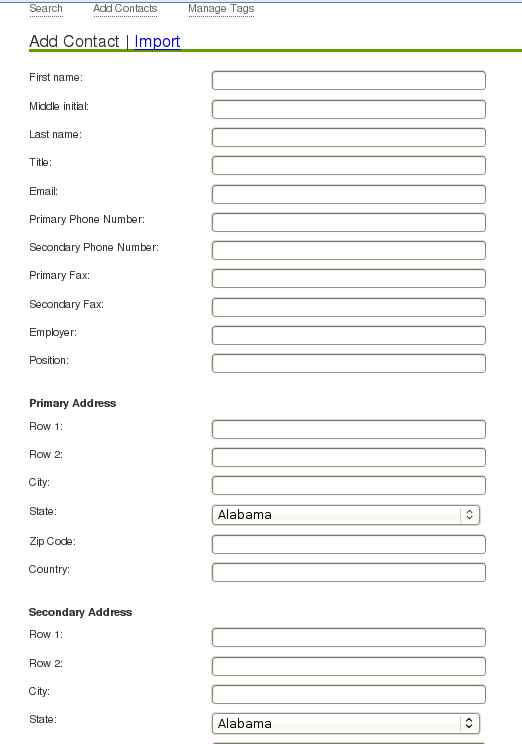 Search Add Contacts Manage Tags
Add Contact | Import
First name:
Middle initial:
Last name:
Title:
Email:
Primary Phone Number:
Secondary Phone Number:
Primary Fax:
Secondary Fax:
Employer:
Position:
Primary Address
Row 1:
Row 2:
City:
State: Alabama
Zip Code:
Country:
Secondary Address
Row 1:
Row 2:
City:
State: Alabama